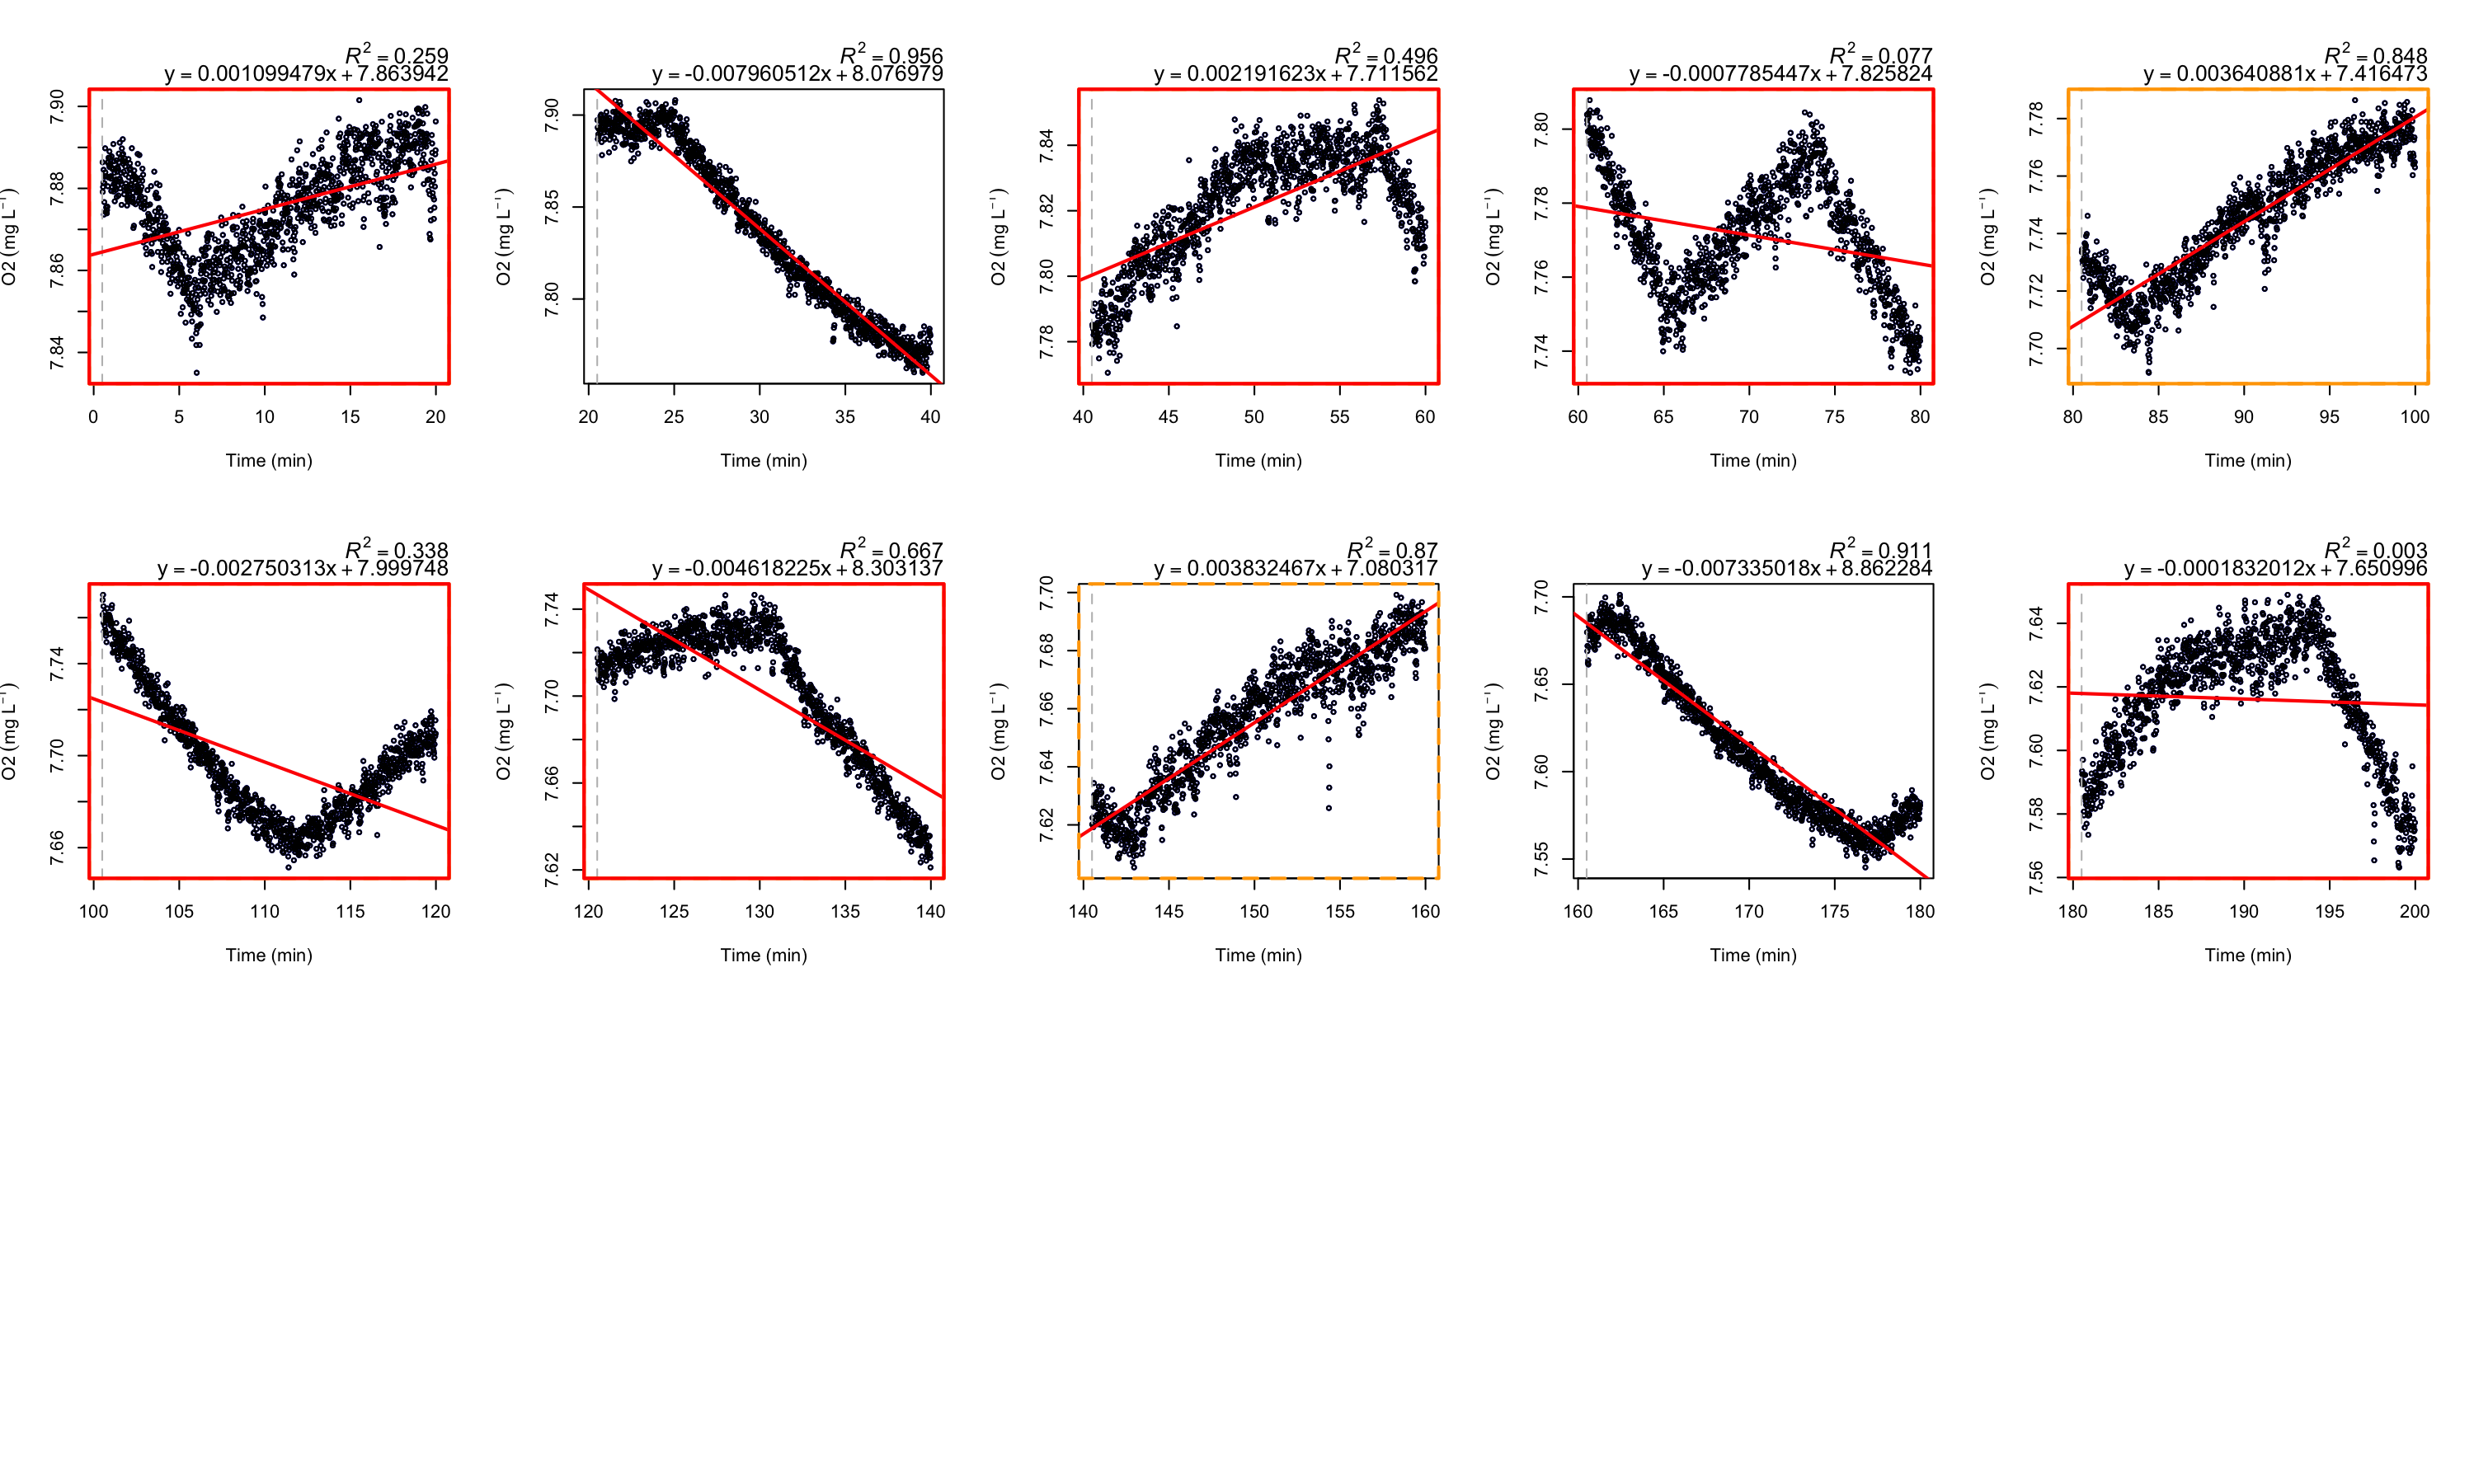 R² = 0.259
y = 0.001099479x + 7.863942
O2 (mg L⁻¹)
7.84 7.86 7.88 7.90
0 5 10 15 20
Time (min)
R² = 0.956
y = -0.007960512x + 8.076979
O2 (mg L⁻¹)
7.80 7.85 7.90
20 25 30 35 40
Time (min)
R² = 0.496
y = 0.002191623x + 7.711562
O2 (mg L⁻¹)
7.78 7.80 7.82 7.84
40 45 50 55 60
Time (min)
R² = 0.077
y = -0.0007785447x + 7.825824
O2 (mg L⁻¹)
7.74 7.76 7.78 7.80
60 65 70 75 80
Time (min)
R² = 0.848
y = 0.003640881x + 7.416473
O2 (mg L⁻¹)
7.70 7.72 7.74 7.76 7.78
80 85 90 95 100
Time (min)
R² = 0.338
y = -0.002750313x + 7.999748
O2 (mg L⁻¹)
7.66 7.70 7.74
100 105 110 115 120
Time (min)
R² = 0.667
y = -0.004618225x + 8.303137
O2 (mg L⁻¹)
7.62 7.66 7.70 7.74
120 125 130 135 140
Time (min)
R² = 0.87
y = 0.003832467x + 7.080317
O2 (mg L⁻¹)
7.62 7.64 7.66 7.68 7.70
140 145 150 155 160
Time (min)
R² = 0.911
y = -0.007335018x + 8.862284
O2 (mg L⁻¹)
7.55 7.60 7.65 7.70
160 165 170 175 180
Time (min)
R² = 0.003
y = -0.0001832012x + 7.650996
O2 (mg L⁻¹)
7.56 7.58 7.60 7.62 7.64
180 185 190 195 200
Time (min)